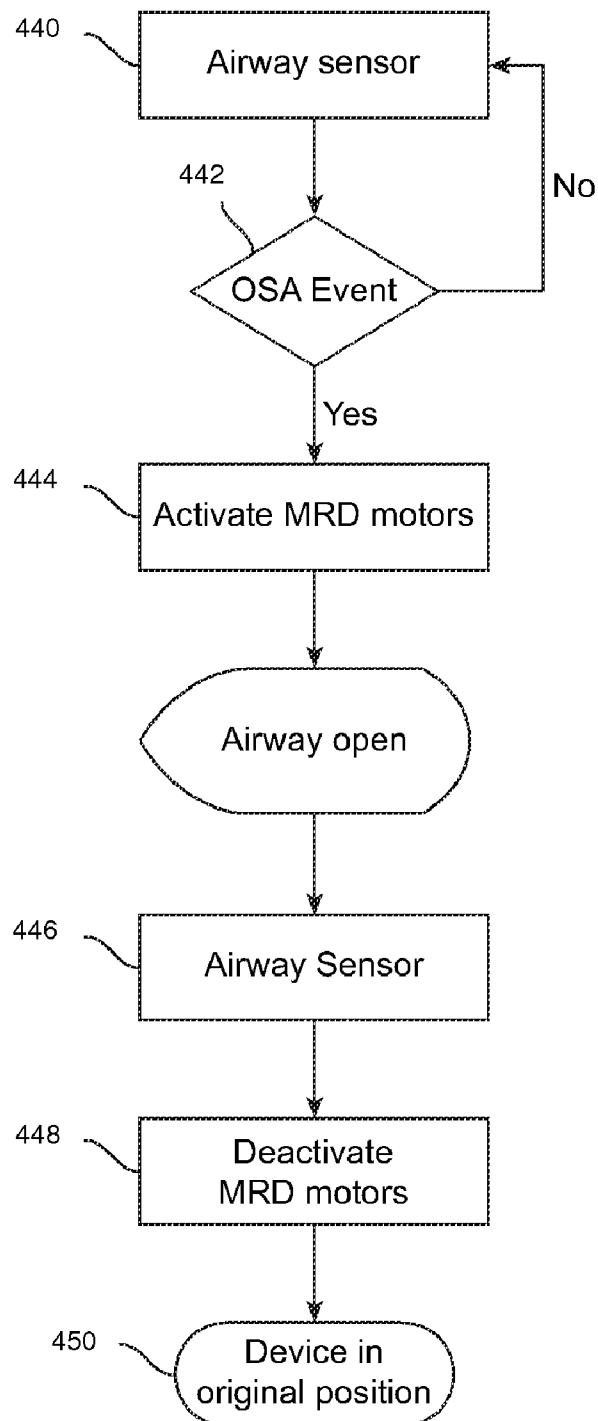 440
Airway sensor
442
No
OSA Event
Yes
444
Activate MRD motors
Airway open
446
Airway Sensor
448
Deactivate
MRD motors
450
Device in
original position